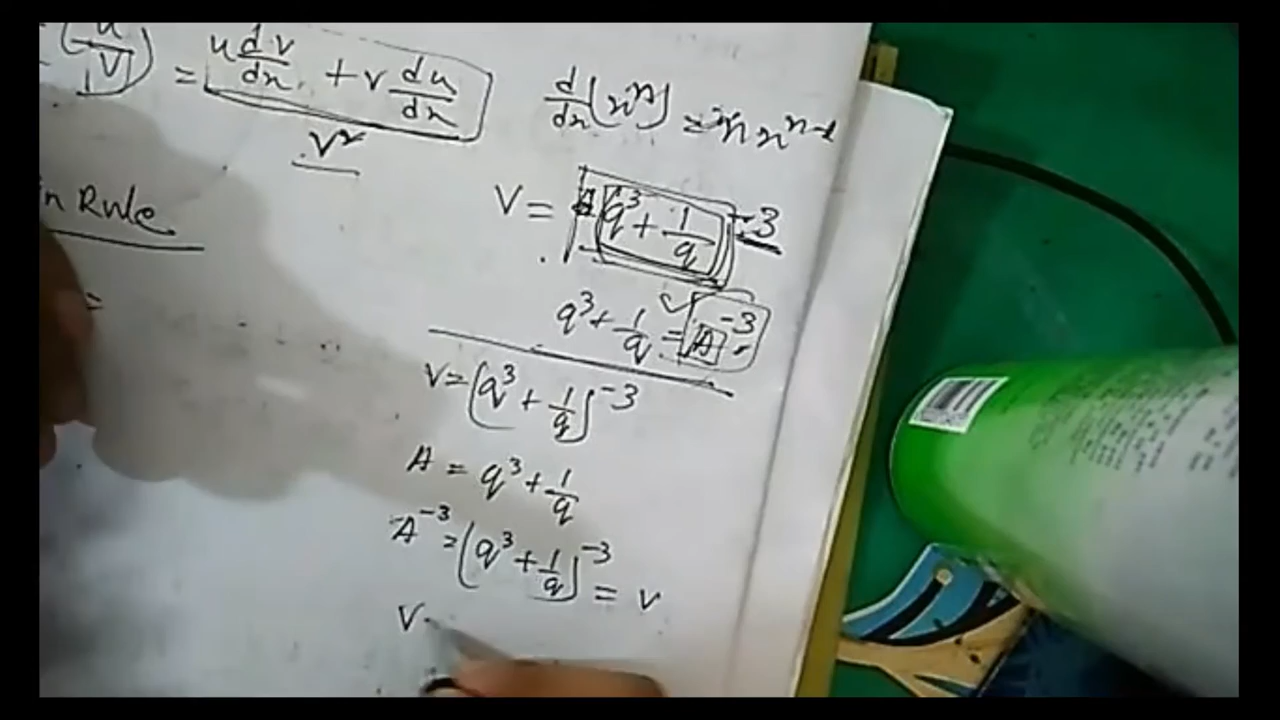 (u/v) = u dv/dx + v du/dx
v²
d/dx (xⁿ) = n xⁿ⁻¹
n Rule
V = (q³ + 1/q)⁻³
=
q³ + 1/q = A⁻³
V = (q³ + 1/q)⁻³
A = q³ + 1/q
A⁻³ = (q³ + 1/q)⁻³ = V
V